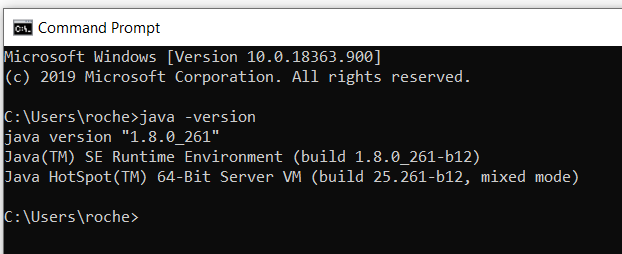 Command Prompt
Microsoft Windows [Version 10.0.18363.900]
(c) 2019 Microsoft Corporation. All rights reserved.
C:\Users\roche>java -version
java version "1.8.0_261"
Java(TM) SE Runtime Environment (build 1.8.0_261-b12)
Java HotSpot(TM) 64-Bit Server VM (build 25.261-b12, mixed mode)
C:\Users\roche>